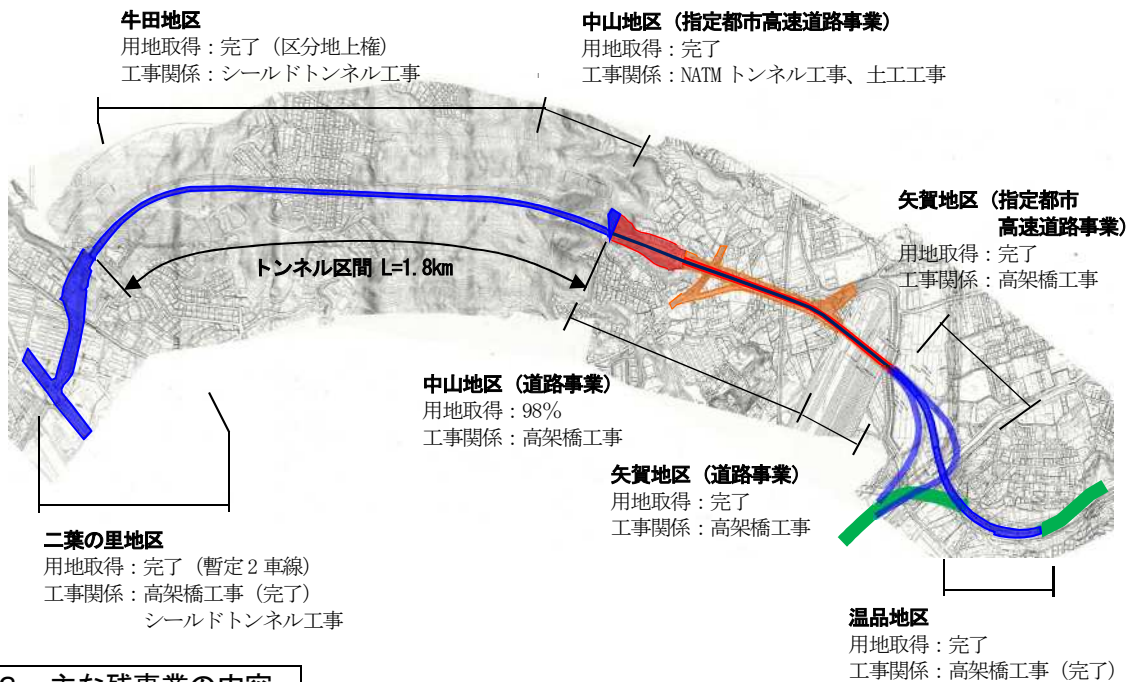 牛田地区
用地取得：完了（区分地上権）
工事関係：シールドトンネル工事
中山地区（指定都市高速道路事業）
用地取得：完了
工事関係：NATMトンネル工事、土工工事
矢賀地区（指定都市
高速道路事業）
用地取得：完了
工事関係：高架橋工事
トンネル区間 L=1.8km
中山地区（道路事業）
用地取得：98%
工事関係：高架橋工事
矢賀地区（道路事業）
用地取得：完了
工事関係：高架橋工事
二葉の里地区
用地取得：完了（暫定2車線）
工事関係：高架橋工事（完了）
シールドトンネル工事
温品地区
用地取得：完了
工事関係：高架橋工事（完了）
主な残事業の内容